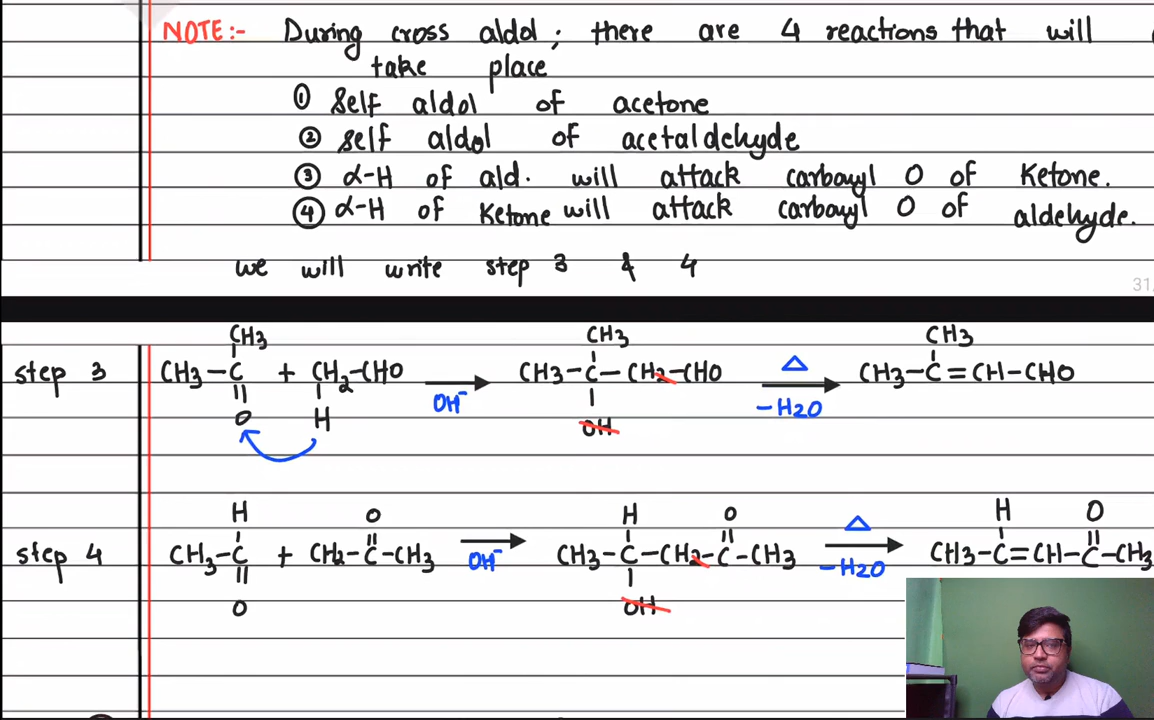 NOTE:- During cross aldol ; there are 4 reactions that will
take place
① self aldol of acetone
② self aldol of acetaldehyde
③ α-H of ald. will attack carbonyl O of Ketone.
④ α-H of Ketone will attack carbonyl O of aldehyde.
we will write step 3 & 4
31
CH3 CH3 CH3
step 3 CH3-C + CH2-CHO OH⁻ CH3-C-CH2-CHO Δ -H2O CH3-C=CH-CHO
O H OH
H O H O H O
step 4 CH3-C + CH2-C-CH3 OH⁻ CH3-C-CH2-C-CH3 Δ -H2O CH3-C=CH-C-CH3
O OH